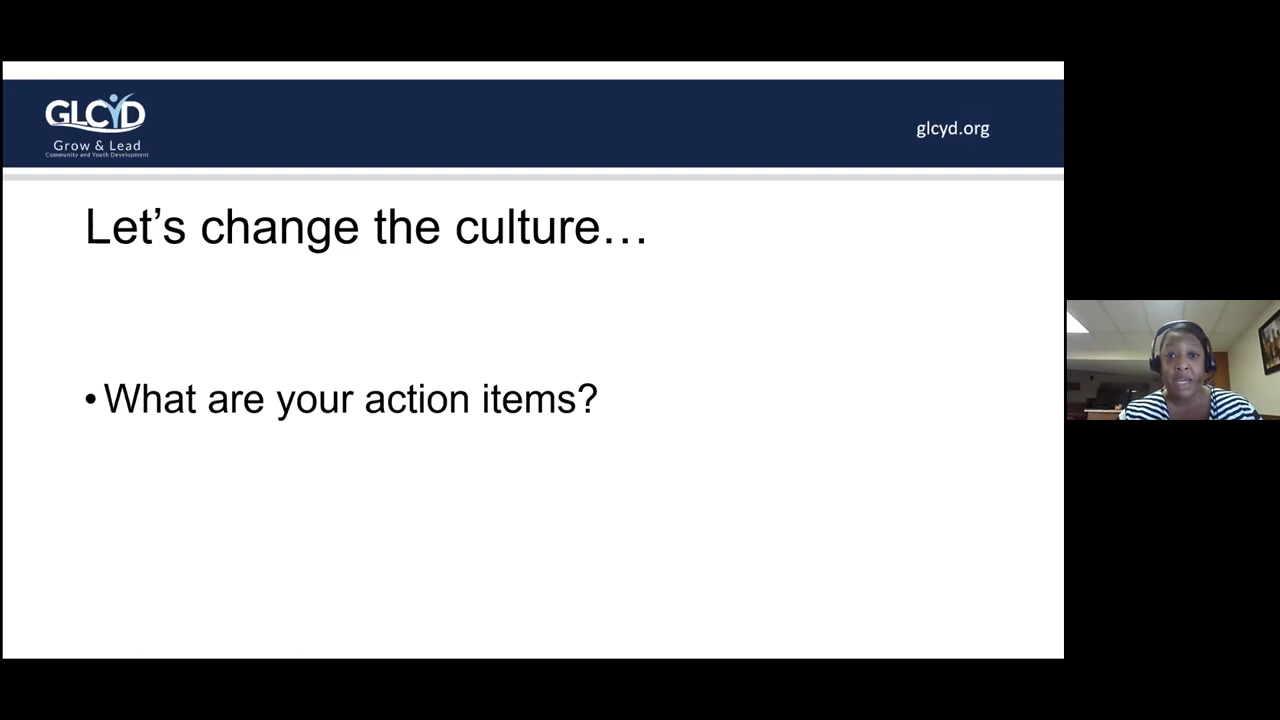 GLCYD
Grow & Lead
Community and Youth Development
glcyd.org
Let’s change the culture…
• What are your action items?